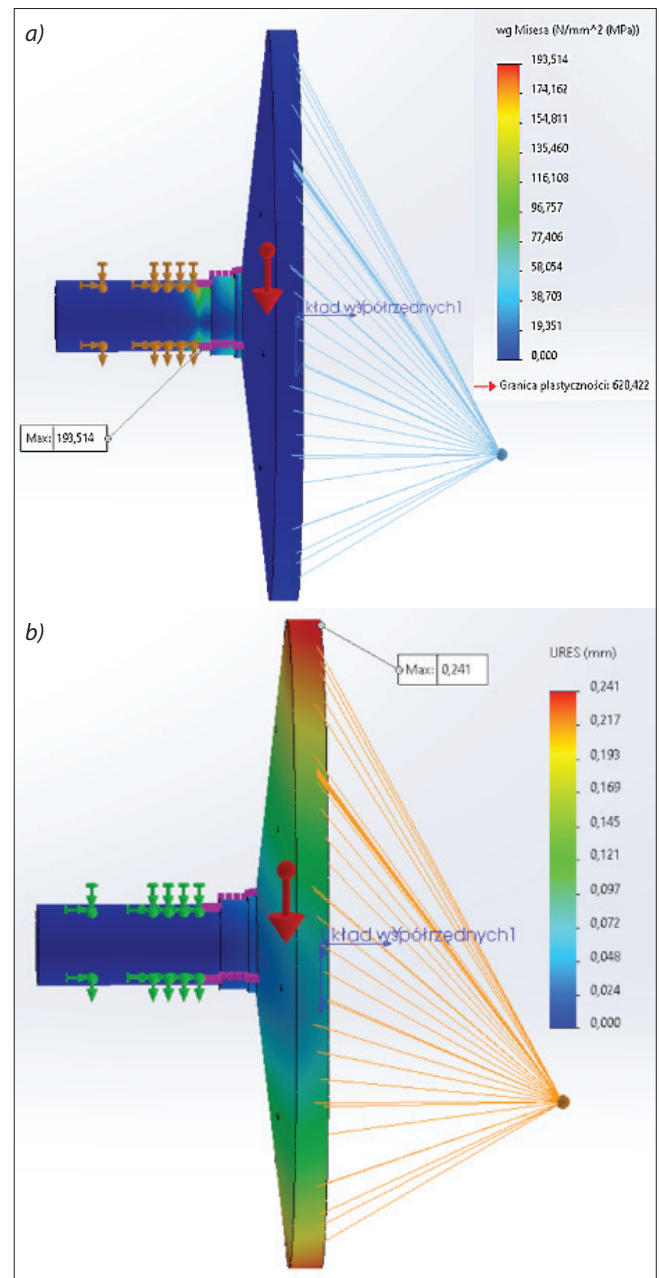 a)
wg Misesa (N/mm^2 (MPa))
193,514
174,162
154,811
135,460
116,108
96,757
77,406
58,054
38,703
19,351
0,000
Granica plastyczności: 620,422
kład współrzędnych1
Max: 193,514
b)
Max: 0,241
URES (mm)
0,241
0,217
0,193
0,169
0,145
0,121
0,097
0,072
0,048
0,024
0,000
kład współrzędnych1